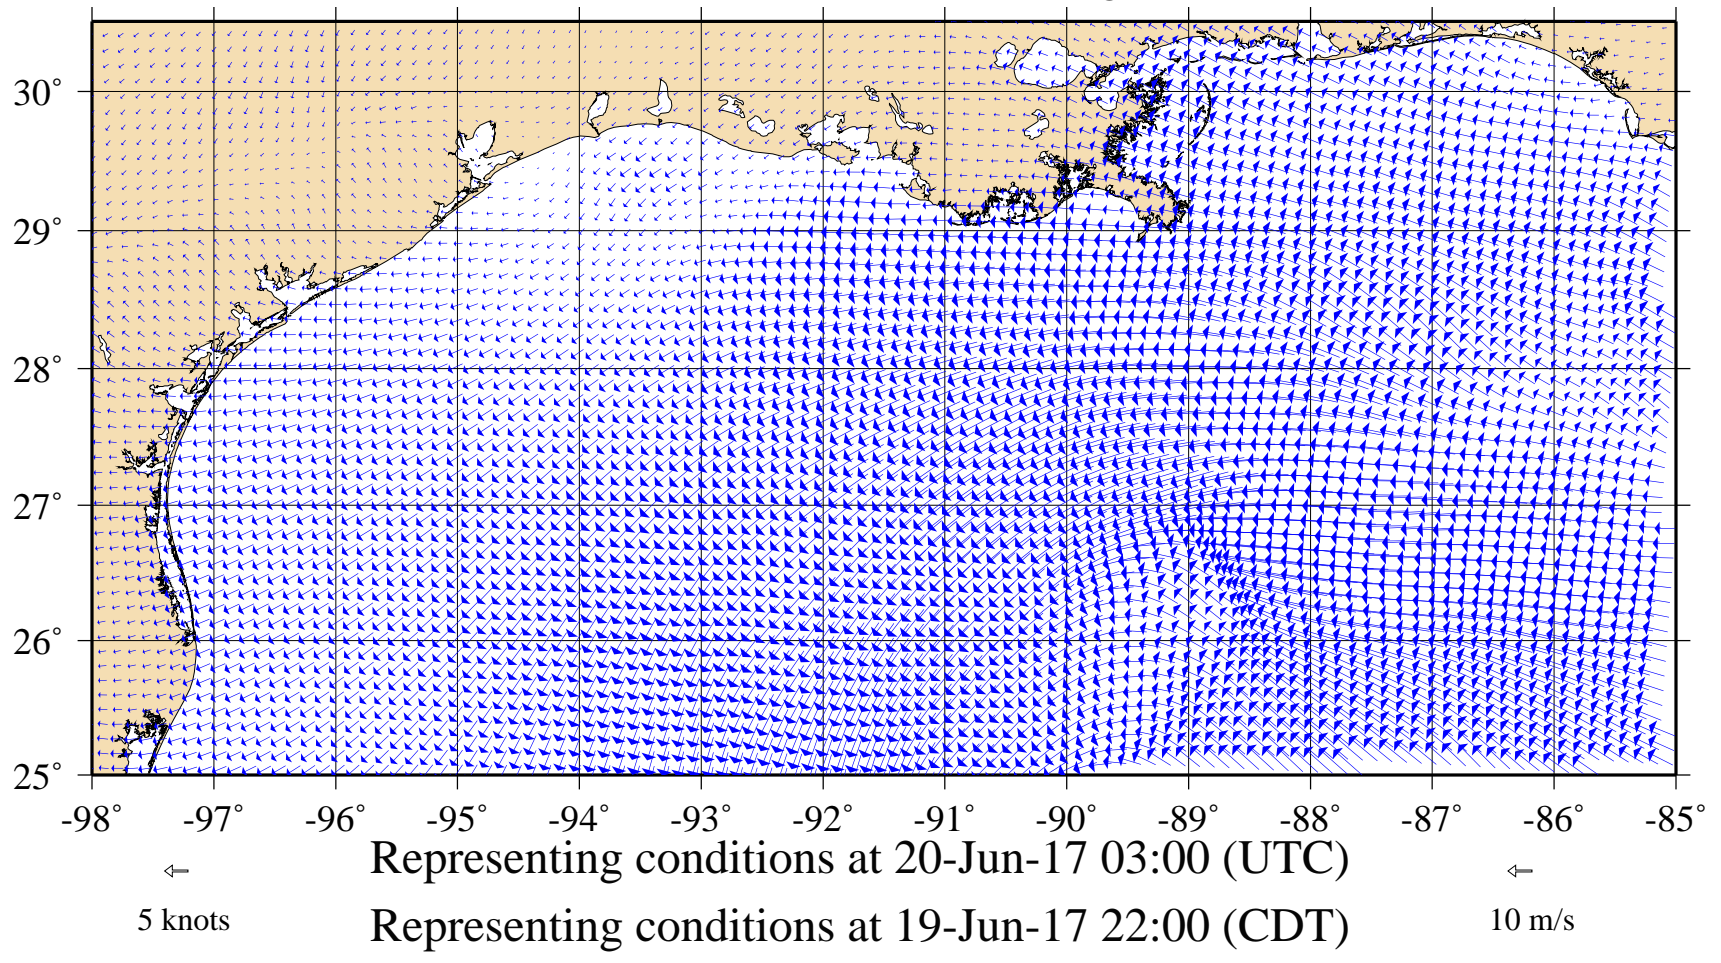 30°
29°
28°
27°
26°
25°
-98° -97° -96° -95° -94° -93° -92° -91° -90° -89° -88° -87° -86° -85°
Representing conditions at 20-Jun-17 03:00 (UTC)
5 knots
10 m/s
Representing conditions at 19-Jun-17 22:00 (CDT)